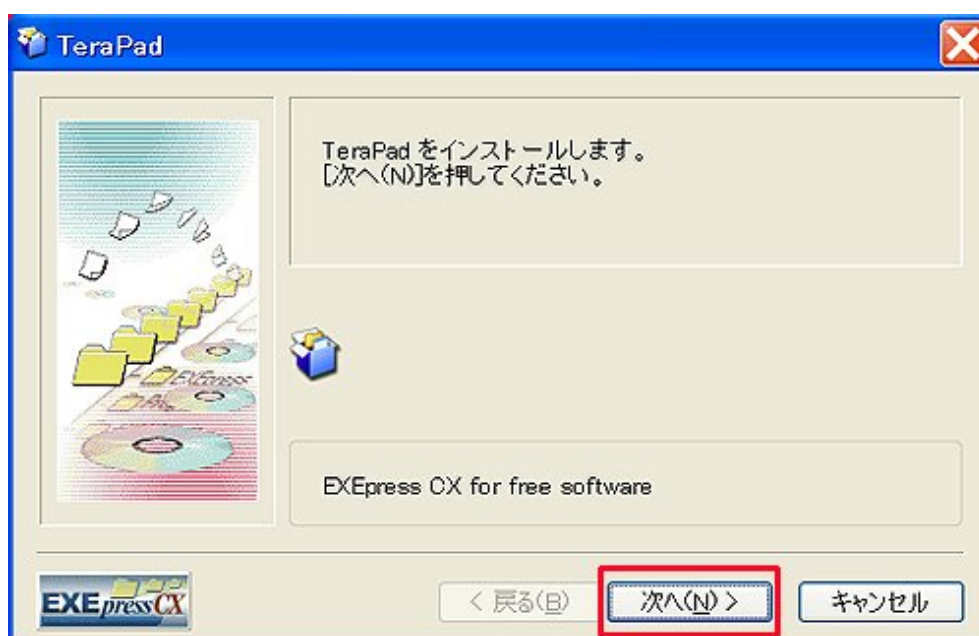 TeraPad
TeraPad をインストールします。
[次へ(N)]を押してください。
EXEpress
EXEpress CX for free software
EXEpressCX
< 戻る(B)
次へ(N) >
キャンセル